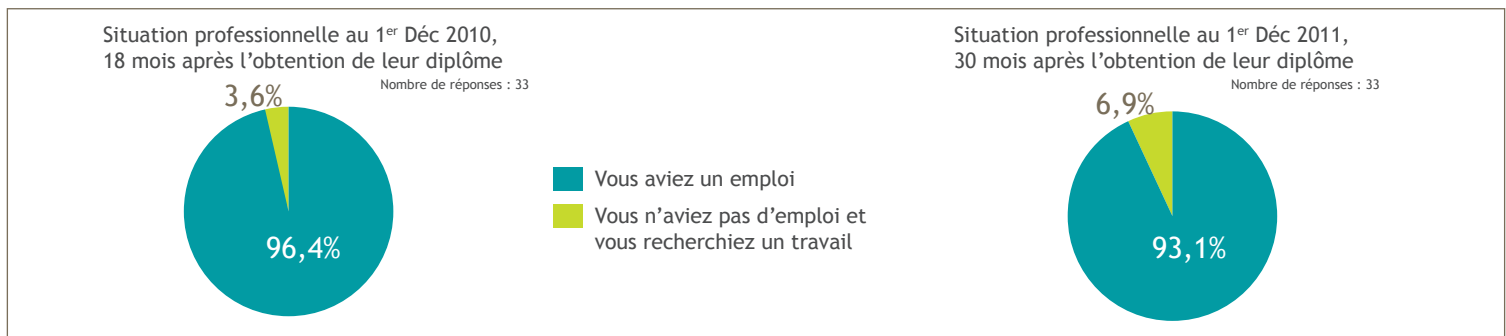 Situation professionnelle au 1er Déc 2010,
18 mois après l’obtention de leur diplôme
Nombre de réponses : 33
3,6%
96,4%
Vous aviez un emploi
Vous n’aviez pas d’emploi et
vous recherchiez un travail
Situation professionnelle au 1er Déc 2011,
30 mois après l’obtention de leur diplôme
Nombre de réponses : 33
6,9%
93,1%